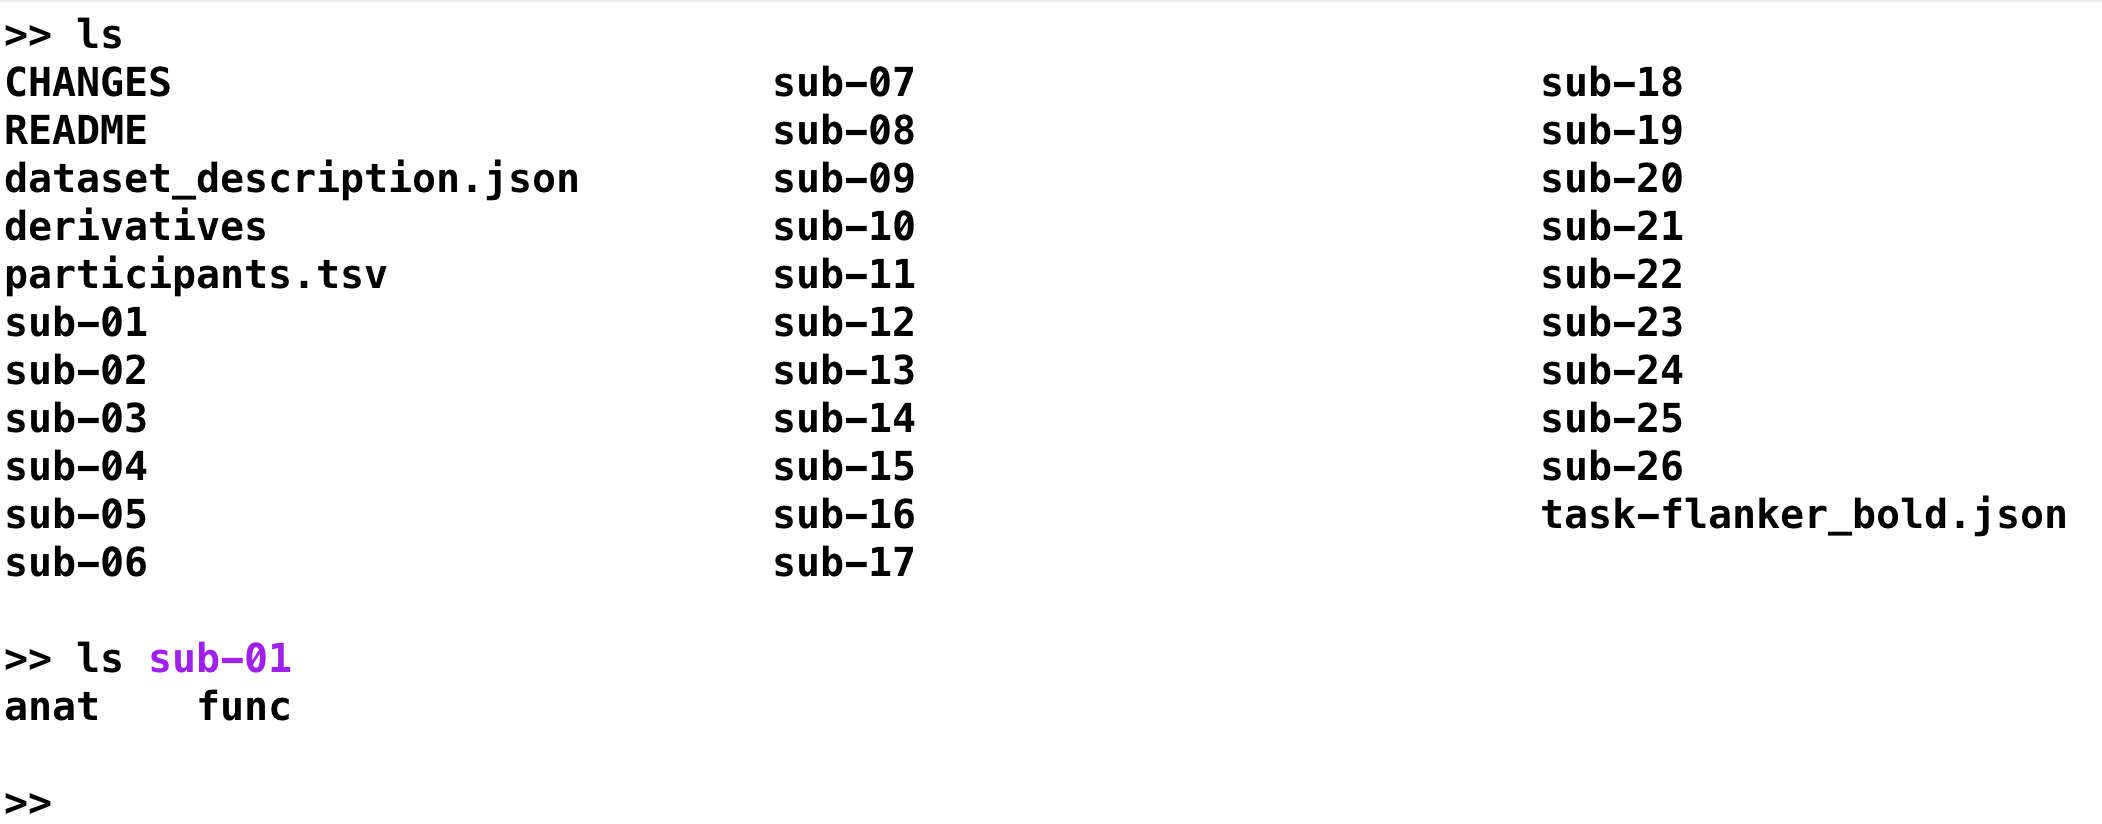 >> ls
CHANGES sub-07 sub-18
README sub-08 sub-19
dataset_description.json sub-09 sub-20
derivatives sub-10 sub-21
participants.tsv sub-11 sub-22
sub-01 sub-12 sub-23
sub-02 sub-13 sub-24
sub-03 sub-14 sub-25
sub-04 sub-15 sub-26
sub-05 sub-16 task-flanker_bold.json
sub-06 sub-17
>> ls sub-01
anat func
>>